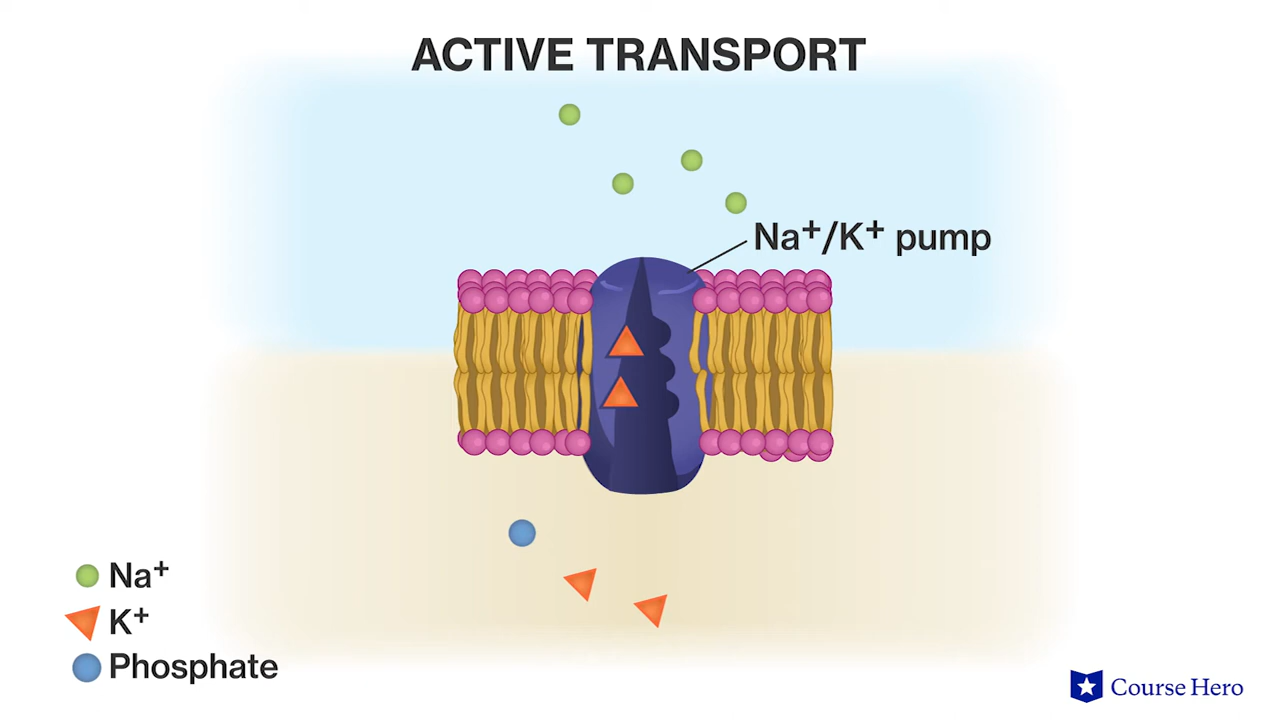 ACTIVE TRANSPORT
Na⁺/K⁺ pump
Na⁺
K⁺
Phosphate
Course Hero